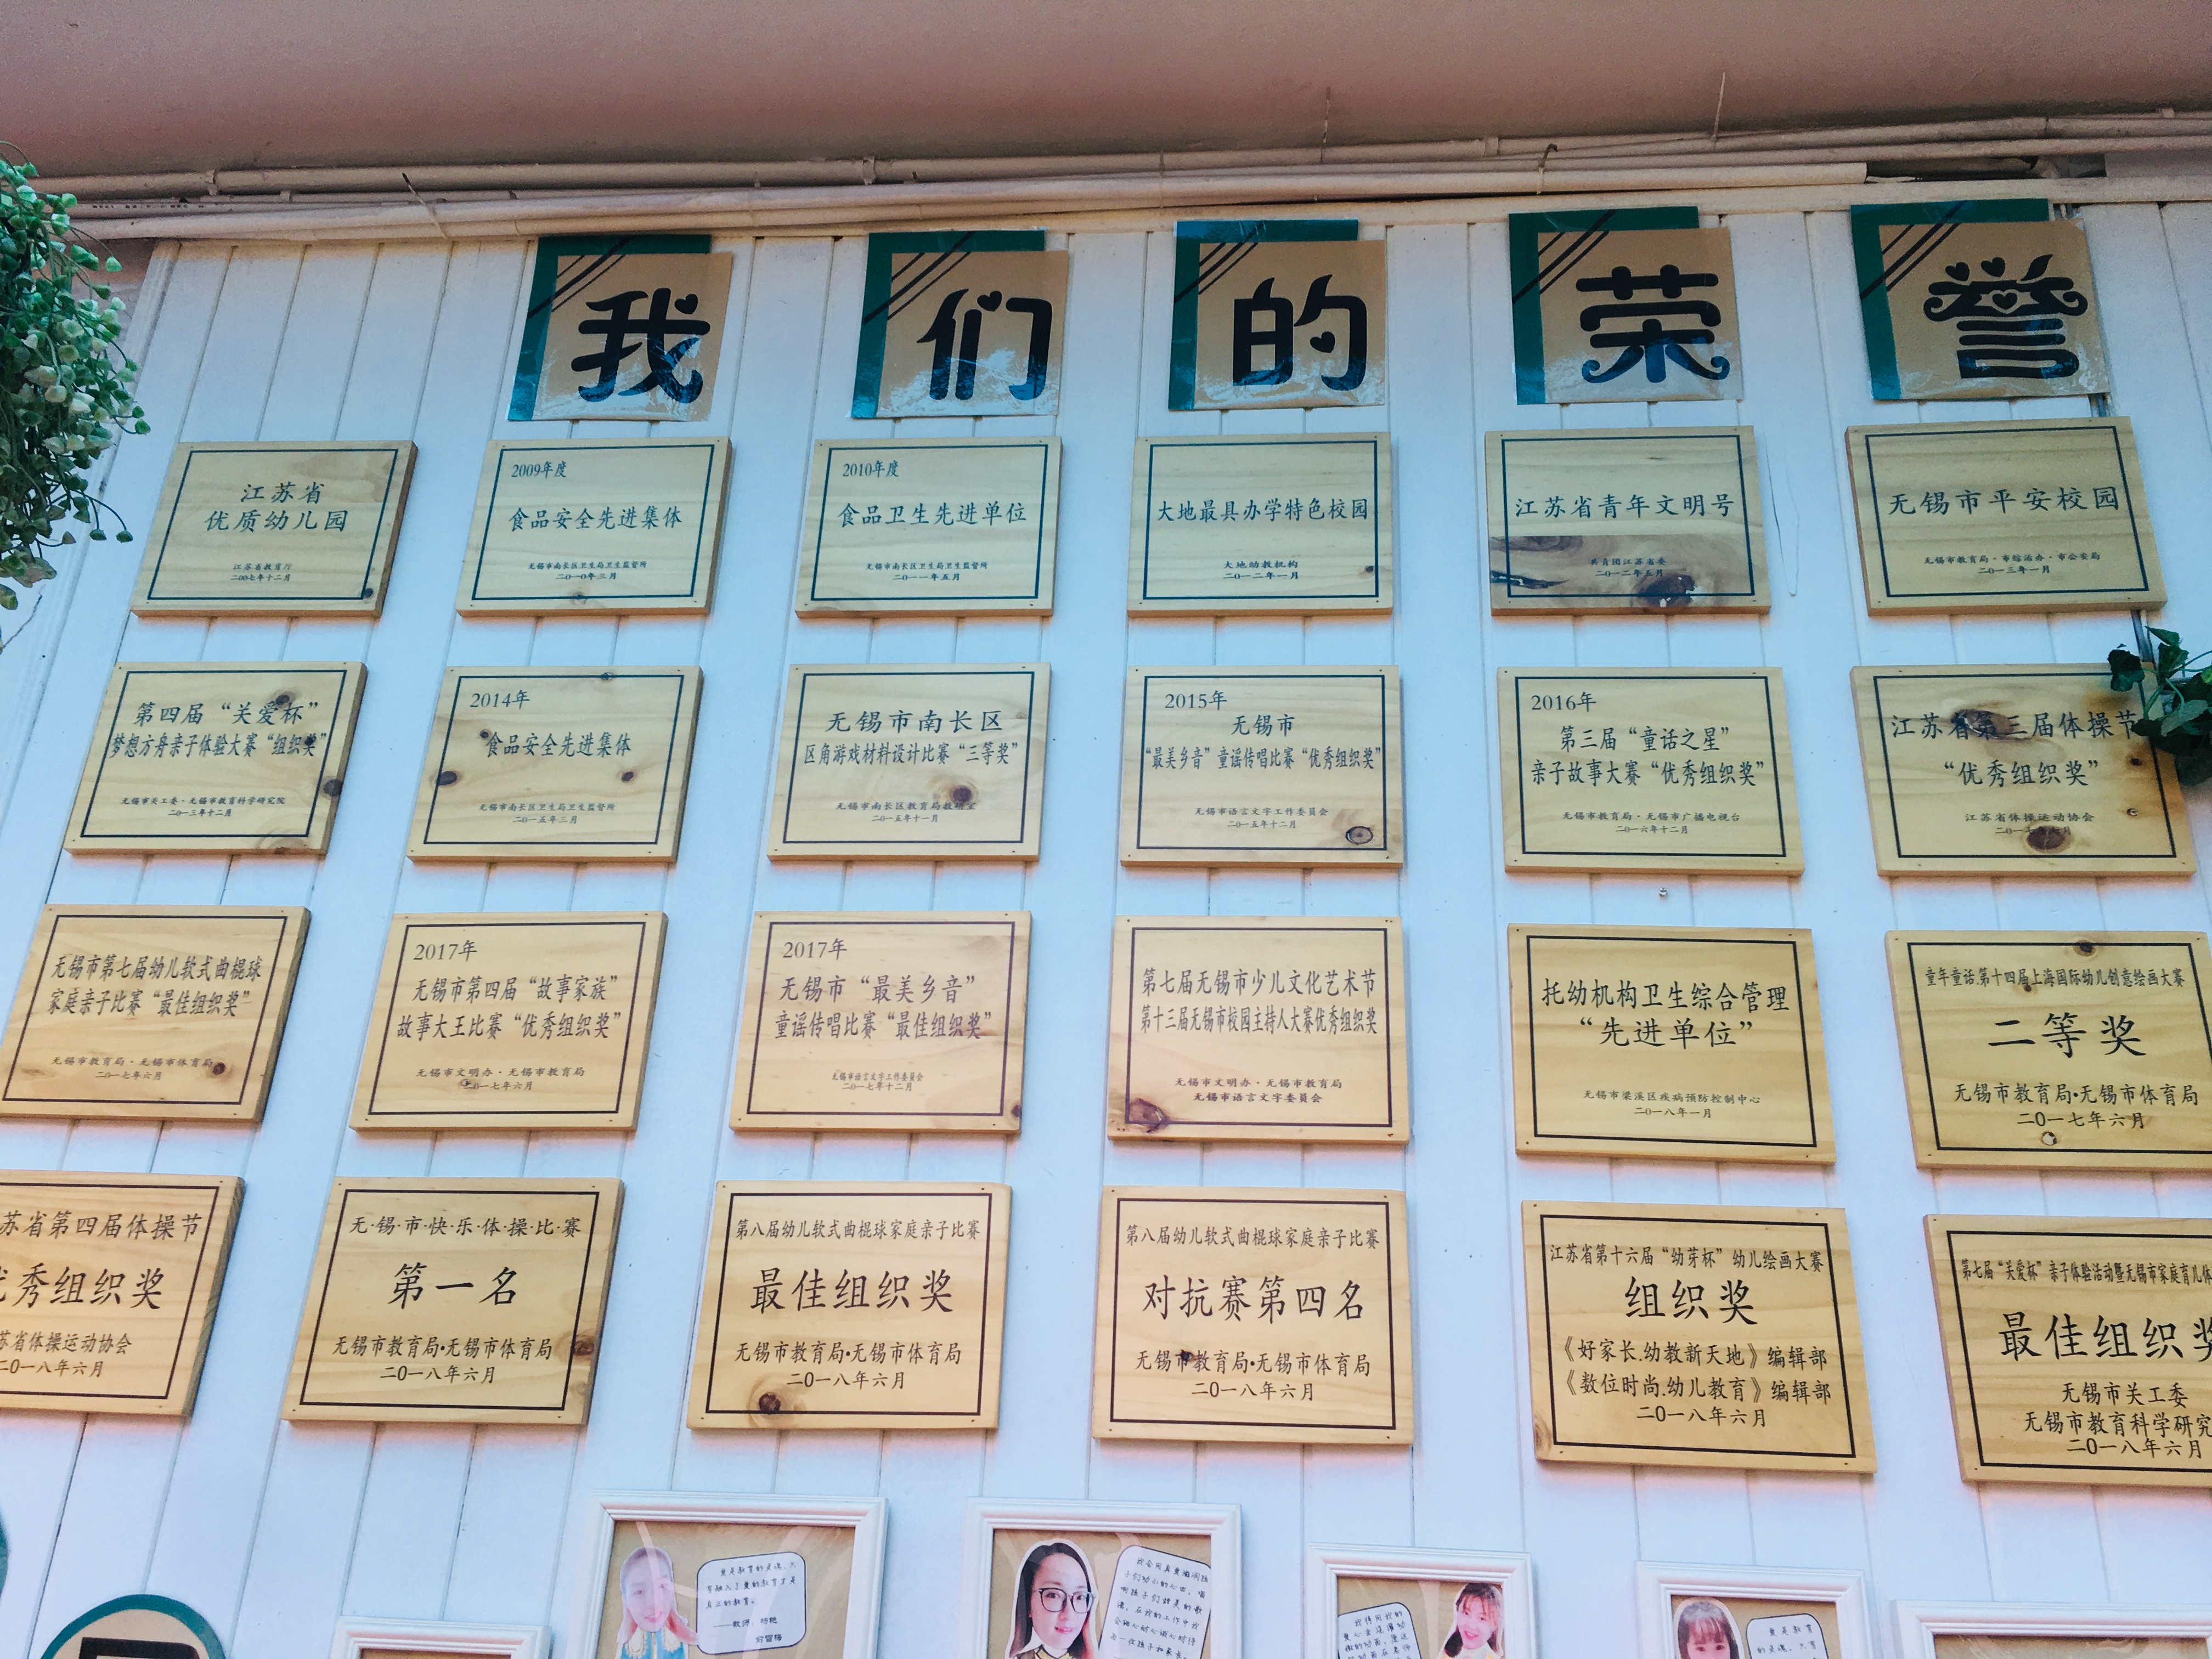 我们的荣誉
江苏省
优质幼儿园
江苏省教育厅
二〇〇七年十二月
2009年度
食品安全先进集体
无锡市南长区卫生局卫生监督所
二〇一〇年三月
2010年度
食品卫生先进单位
无锡市南长区卫生局卫生监督所
二〇一一年五月
大地最具办学特色校园
大地幼教机构
二〇一二年一月
江苏省青年文明号
共青团江苏省委
二〇一二年五月
无锡市平安校园
无锡市教育局·市综治办·市公安局
二〇一三年一月
第四届“关爱杯”
梦想方舟亲子体验大赛“组织奖”
无锡市关工委·无锡市教育科学研究院
二〇一三年十二月
2014年
食品安全先进集体
无锡市南长区卫生局卫生监督所
二〇一五年三月
无锡市南长区
区角游戏材料设计比赛“三等奖”
无锡市南长区教育局教研室
二〇一五年十一月
2015年
无锡市
“最美乡音”童谣传唱比赛“优秀组织奖”
无锡市语言文字工作委员会
二〇一五年十二月
2016年
第三届“童话之星”
亲子故事大赛“优秀组织奖”
无锡市教育局·无锡市广播电视台
二〇一六年十二月
江苏省第三届体操节
“优秀组织奖”
江苏省体操运动协会
无锡市第七届幼儿软式曲棍球
家庭亲子比赛“最佳组织奖”
无锡市教育局·无锡市体育局
二〇一七年六月
2017年
无锡市第四届“故事家族”
故事大王比赛“优秀组织奖”
无锡市文明办·无锡市教育局
二〇一七年六月
2017年
无锡市“最美乡音”
童谣传唱比赛“最佳组织奖”
无锡市语言文字工作委员会
二〇一七年十二月
第七届无锡市少儿文化艺术节
第十三届无锡市校园主持人大赛优秀组织奖
无锡市文明办·无锡市教育局
无锡市语言文字委员会
托幼机构卫生综合管理
“先进单位”
无锡市梁溪区疾病预防控制中心
二〇一八年一月
童年童话.第十四届上海国际幼儿创意绘画大赛
二等奖
无锡市教育局•无锡市体育局
二〇一七年六月
苏省第四届体操节
秀组织奖
苏省体操运动协会
二〇一八年六月
无·锡·市·快·乐·体·操·比·赛
第一名
无锡市教育局•无锡市体育局
二〇一八年六月
第八届幼儿软式曲棍球家庭亲子比赛
最佳组织奖
无锡市教育局•无锡市体育局
二〇一八年六月
第八届幼儿软式曲棍球家庭亲子比赛
对抗赛第四名
无锡市教育局•无锡市体育局
二〇一八年六月
江苏省第十六届“幼芽杯”幼儿绘画大赛
组织奖
《好家长.幼教新天地》编辑部
《数位时尚.幼儿教育》编辑部
二〇一八年六月
第七届“关爱杯”亲子体验活动暨无锡市家庭育儿体
最佳组织奖
无锡市关工委
无锡市教育科学研究
二〇一八年六月
爱是教育的灵魂，只
有融入了爱的教育才是
真正的教育。